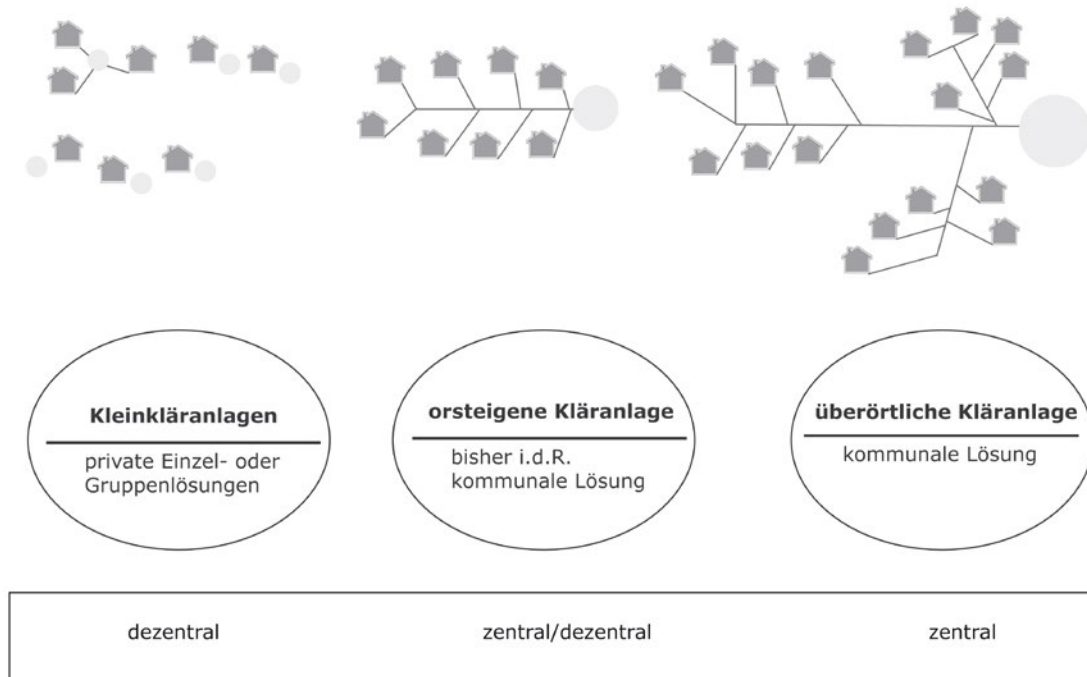 Kleinkläranlagen
private Einzel- oder
Gruppenlösungen
orsteigene Kläranlage
bisher i.d.R.
kommunale Lösung
überörtliche Kläranlage
kommunale Lösung
dezentral
zentral/dezentral
zentral